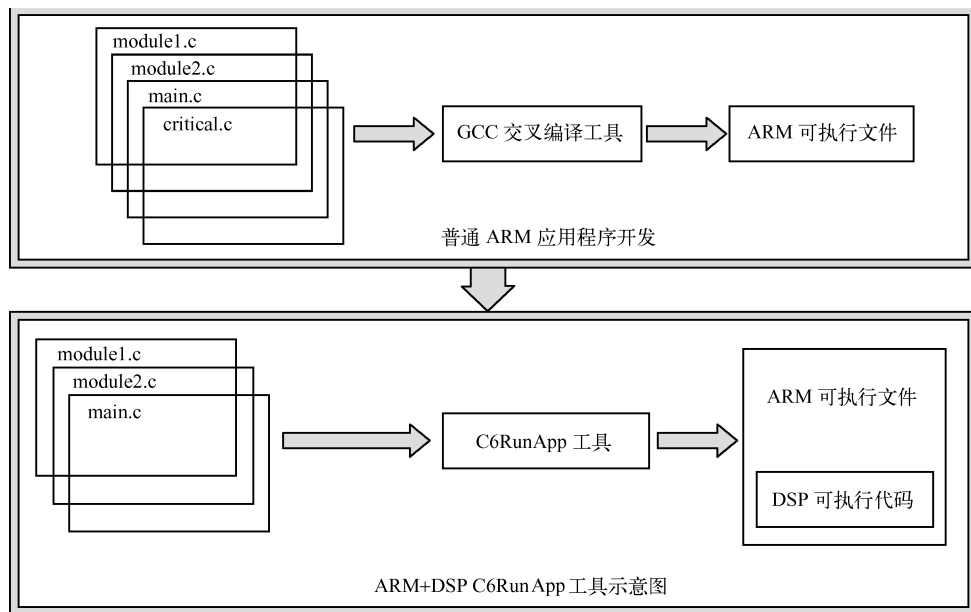 module1.c
module2.c
main.c
critical.c
GCC 交叉编译工具
ARM 可执行文件
普通 ARM 应用程序开发
module1.c
module2.c
main.c
C6RunApp 工具
ARM 可执行文件
DSP 可执行代码
ARM+DSP C6RunApp 工具示意图